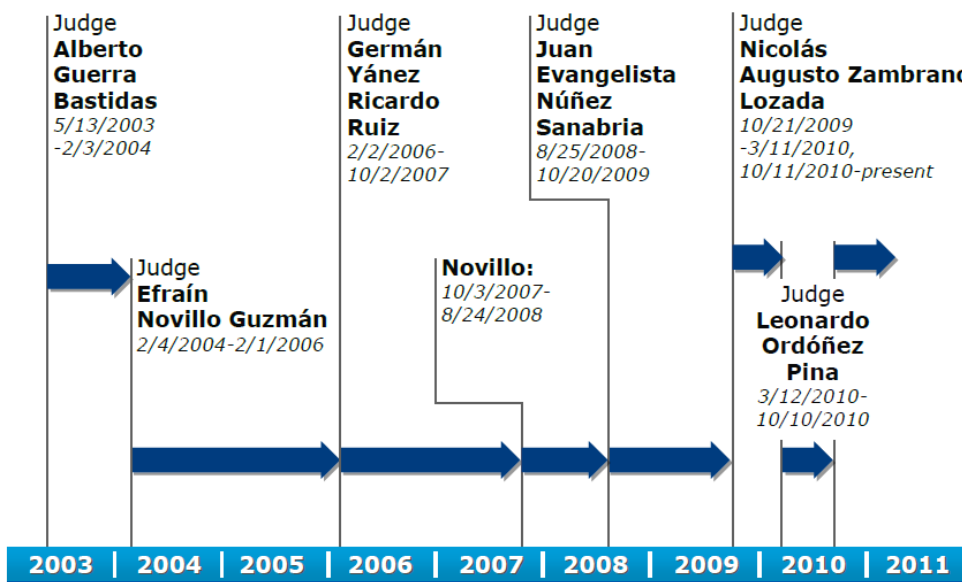 Judge
Alberto
Guerra
Bastidas
5/13/2003
-2/3/2004
Judge
Efraín
Novillo Guzmán
2/4/2004-2/1/2006
Judge
Germán
Yánez
Ricardo
Ruiz
2/2/2006-
10/2/2007
Novillo:
10/3/2007-
8/24/2008
Judge
Juan
Evangelista
Núñez
Sanabria
8/25/2008-
10/20/2009
Judge
Nicolás
Augusto Zambrano
Lozada
10/21/2009
-3/11/2010,
10/11/2010-present
Judge
Leonardo
Ordóñez
Pina
3/12/2010-
10/10/2010
2003 2004 2005 2006 2007 2008 2009 2010 2011